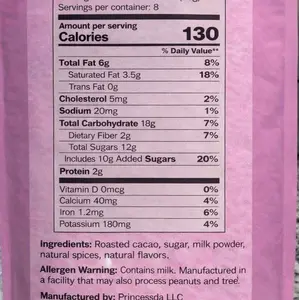 Servings per container: 8
Amount per serving
Calories 130
% Daily Value**
Total Fat 6g 8%
Saturated Fat 3.5g 18%
Trans Fat 0g
Cholesterol 5mg 2%
Sodium 20mg 1%
Total Carbohydrate 18g 7%
Dietary Fiber 2g 7%
Total Sugars 12g
Includes 10g Added Sugars 20%
Protein 2g
Vitamin D 0mcg 0%
Calcium 40mg 4%
Iron 1.2mg 6%
Potassium 180mg 4%
Ingredients: Roasted cacao, sugar, milk powder,
natural spices, natural flavors.
Allergen Warning: Contains milk. Manufactured in
a facility that may also process peanuts and tree.
Manufactured by: Princessda LLC